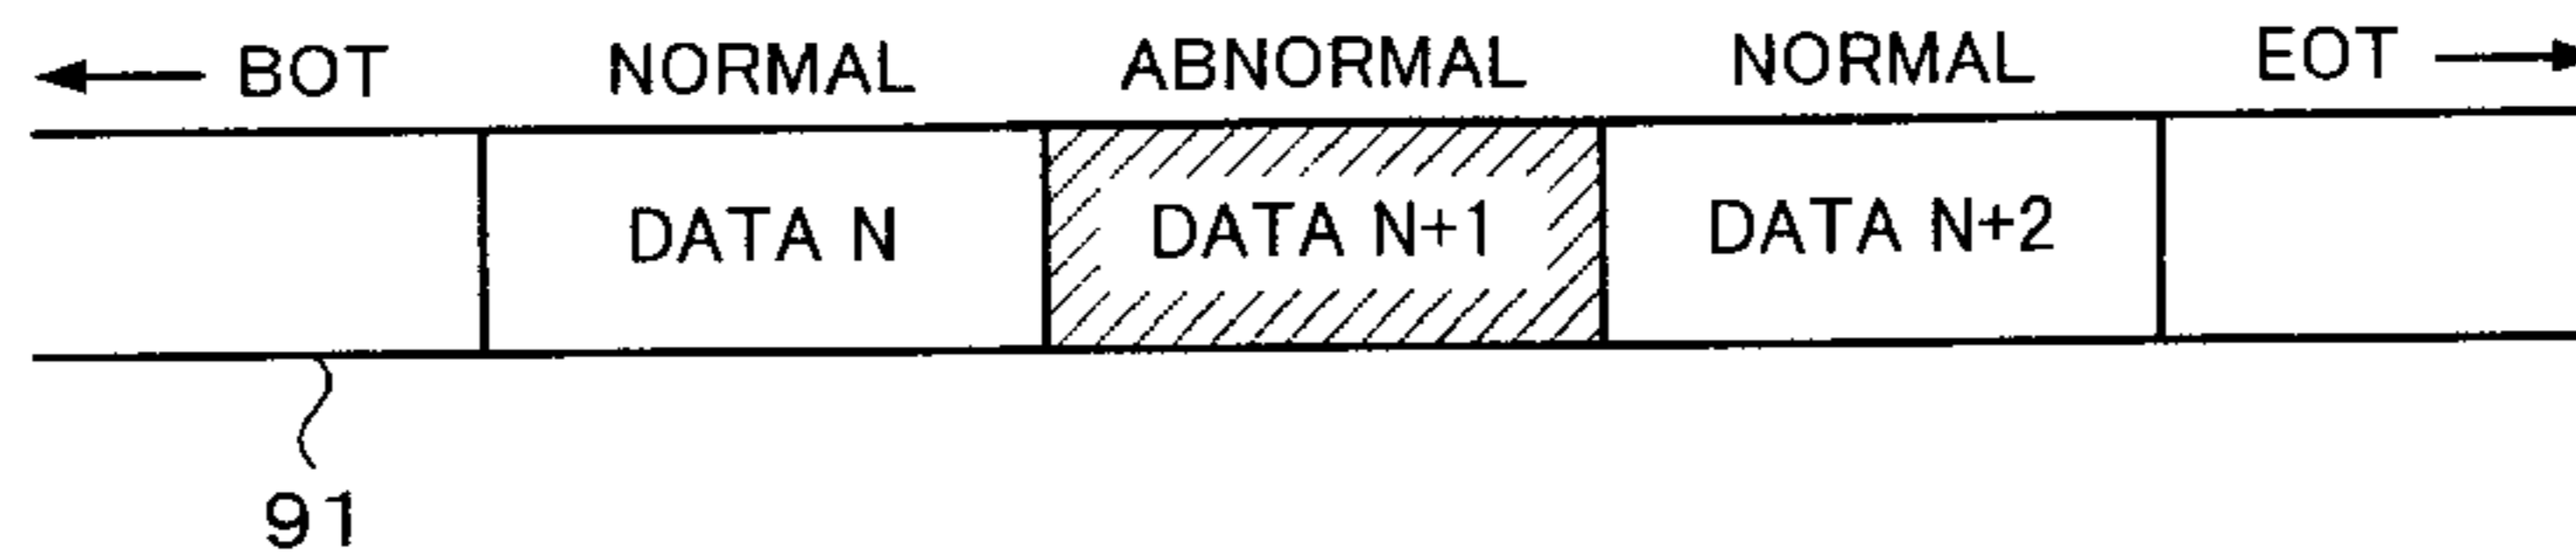 BOT NORMAL ABNORMAL NORMAL EOT
DATA N DATA N+1 DATA N+2
91